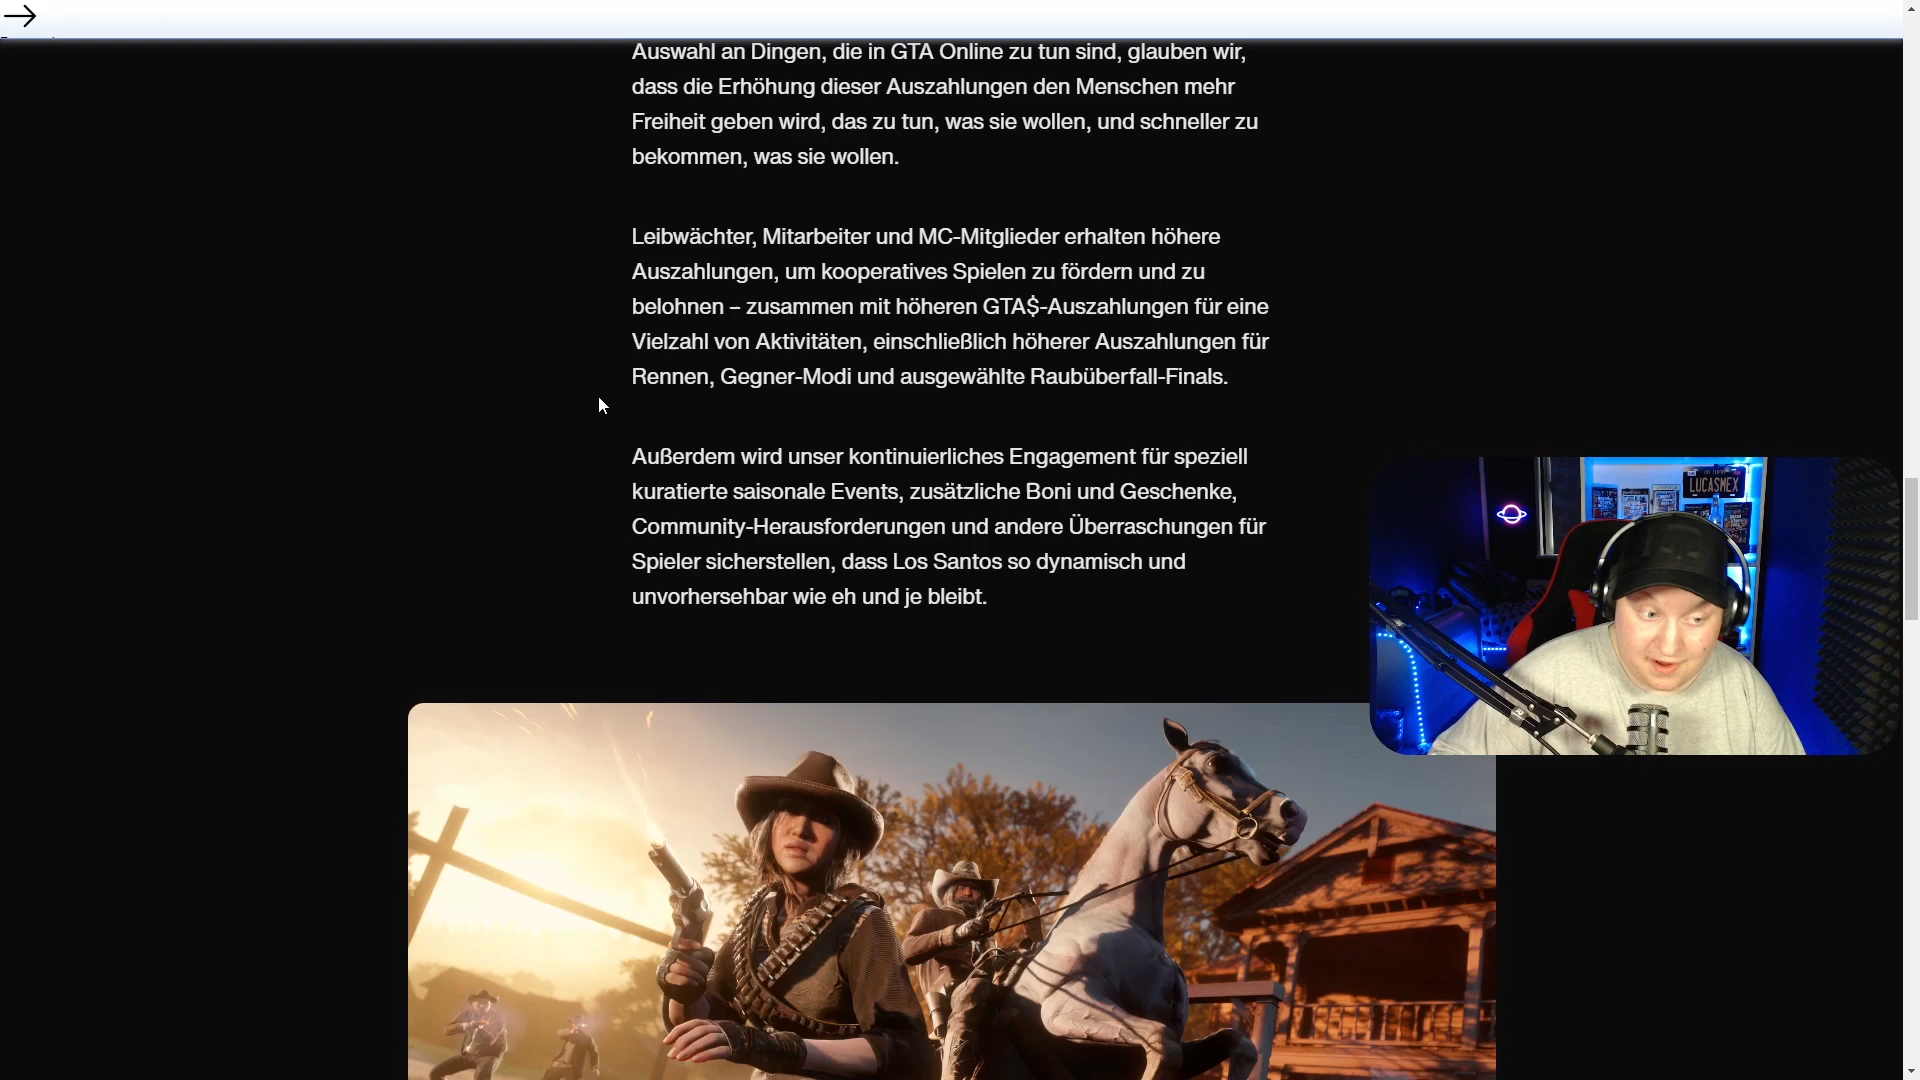 Auswahl an Dingen, die in GTA Online zu tun sind, glauben wir,
dass die Erhöhung dieser Auszahlungen den Menschen mehr
Freiheit geben wird, das zu tun, was sie wollen, und schneller zu
bekommen, was sie wollen.
Leibwächter, Mitarbeiter und MC-Mitglieder erhalten höhere
Auszahlungen, um kooperatives Spielen zu fördern und zu
belohnen – zusammen mit höheren GTA$-Auszahlungen für eine
Vielzahl von Aktivitäten, einschließlich höherer Auszahlungen für
Rennen, Gegner-Modi und ausgewählte Raubüberfall-Finals.
Außerdem wird unser kontinuierliches Engagement für speziell
kuratierte saisonale Events, zusätzliche Boni und Geschenke,
Community-Herausforderungen und andere Überraschungen für
Spieler sicherstellen, dass Los Santos so dynamisch und
unvorhersehbar wie eh und je bleibt.
LUCASMEX